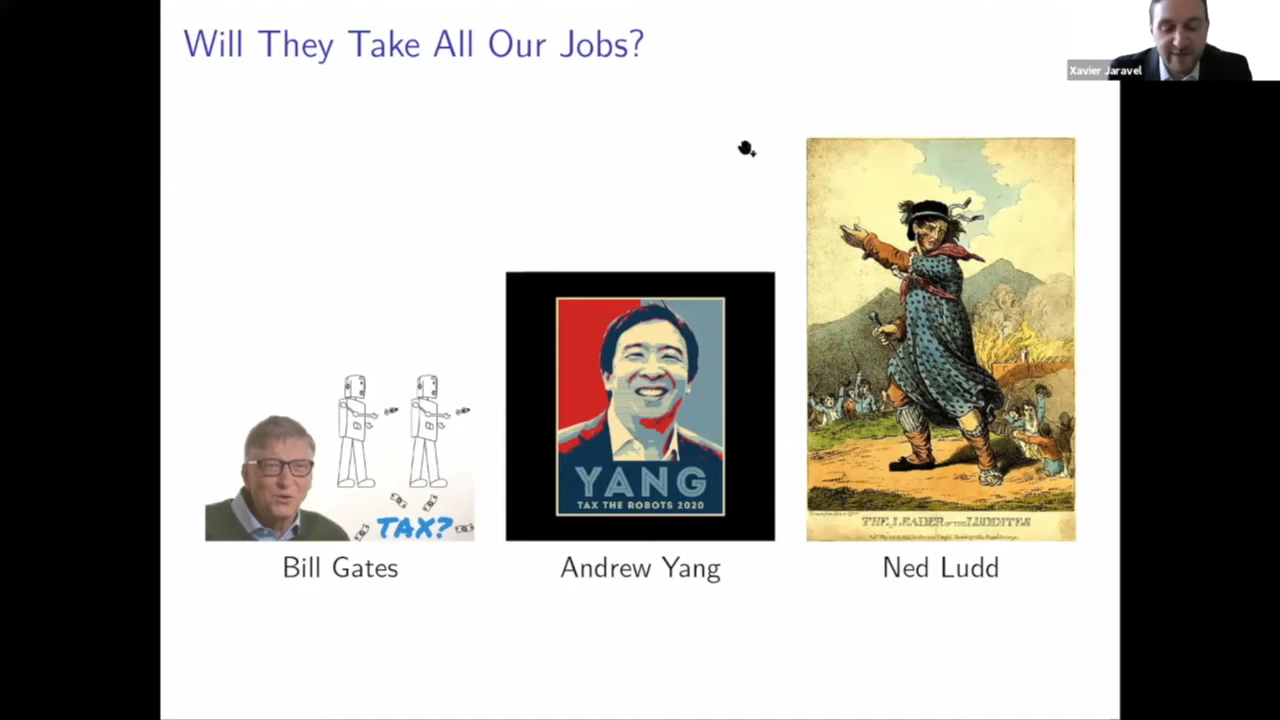 Will They Take All Our Jobs?
Xavier Jaravel
TAX?
YANG
TAX THE ROBOTS 2020
THE LEADER OF THE LUDDITES
Bill Gates
Andrew Yang
Ned Ludd